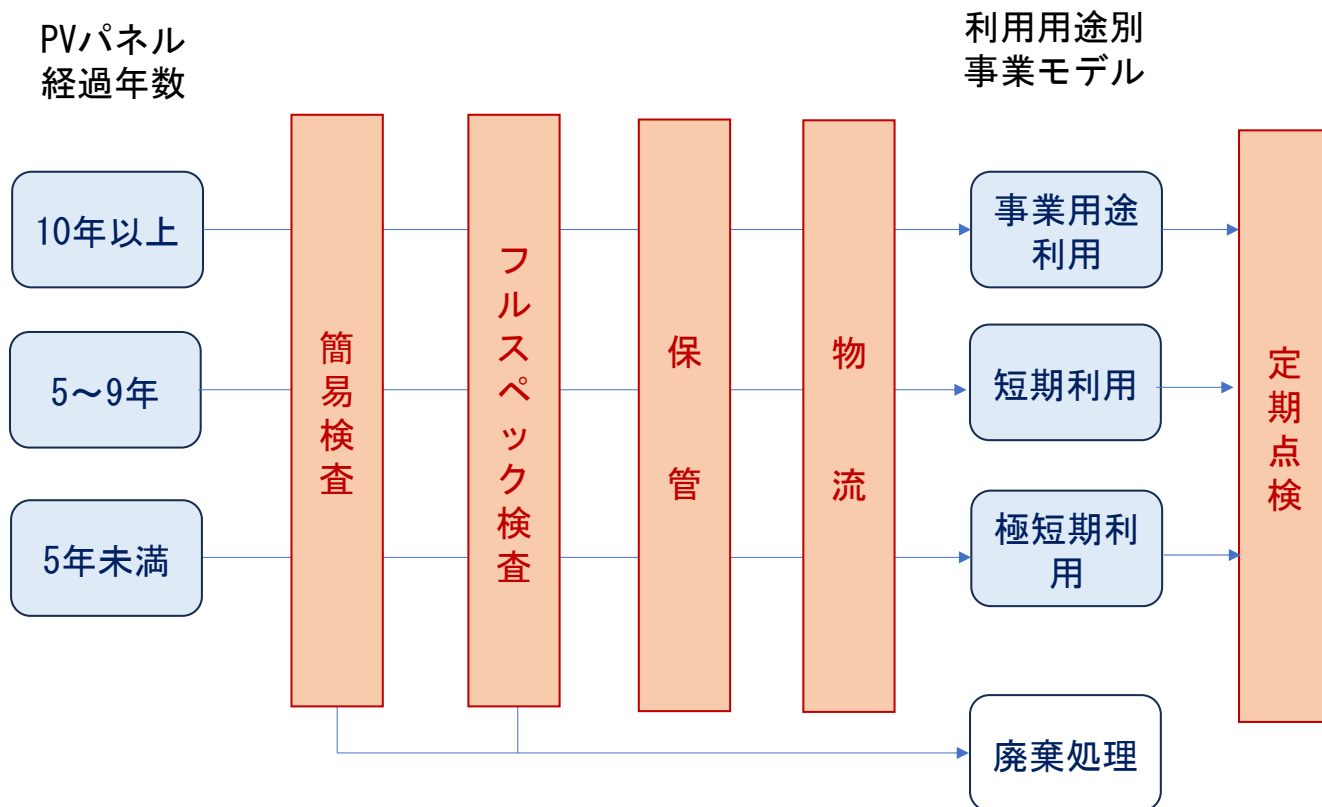 PVパネル
経過年数
利用用途別
事業モデル
10年以上
5~9年
5年未満
簡易検査
フルスペック検査
保管
物流
事業用途
利用
短期利用
極短期利
用
廃棄処理
定期点検